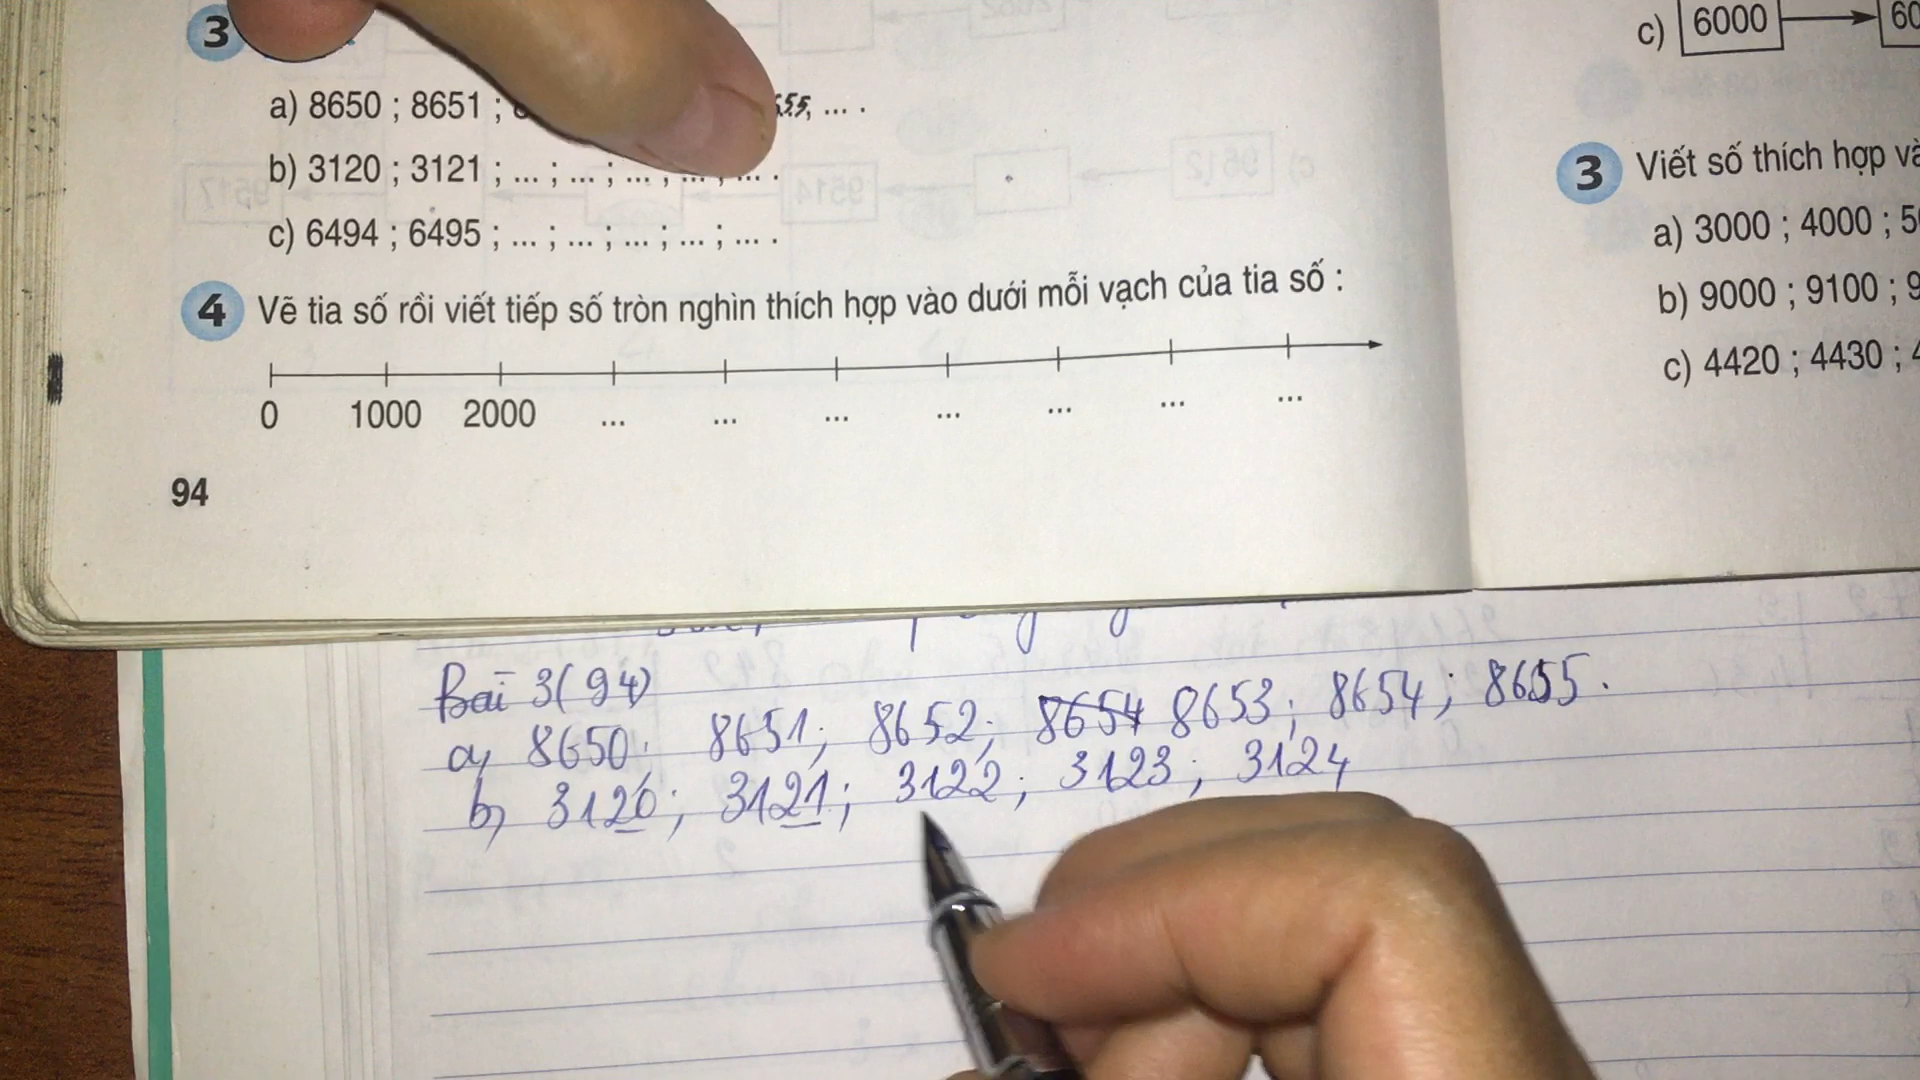 3
a) 8650 ; 8651 ;
b) 3120 ; 3121 ; ... ; ... ; ... ; ... ; ... .
c) 6494 ; 6495 ; ... ; ... ; ... ; ... ; ... .
4 Vẽ tia số rồi viết tiếp số tròn nghìn thích hợp vào dưới mỗi vạch của tia số :
0 1000 2000 ... ... ... ... ... ... ...
94
c) 6000 60
3 Viết số thích hợp và
a) 3000 ; 4000 ; 50
b) 9000 ; 9100 ; 9
c) 4420 ; 4430 ; 4
Bài 3(94)
a, 8650; 8651; 8652; 8654 8653; 8654; 8655.
b, 3120; 3121; 3122; 3123; 3124